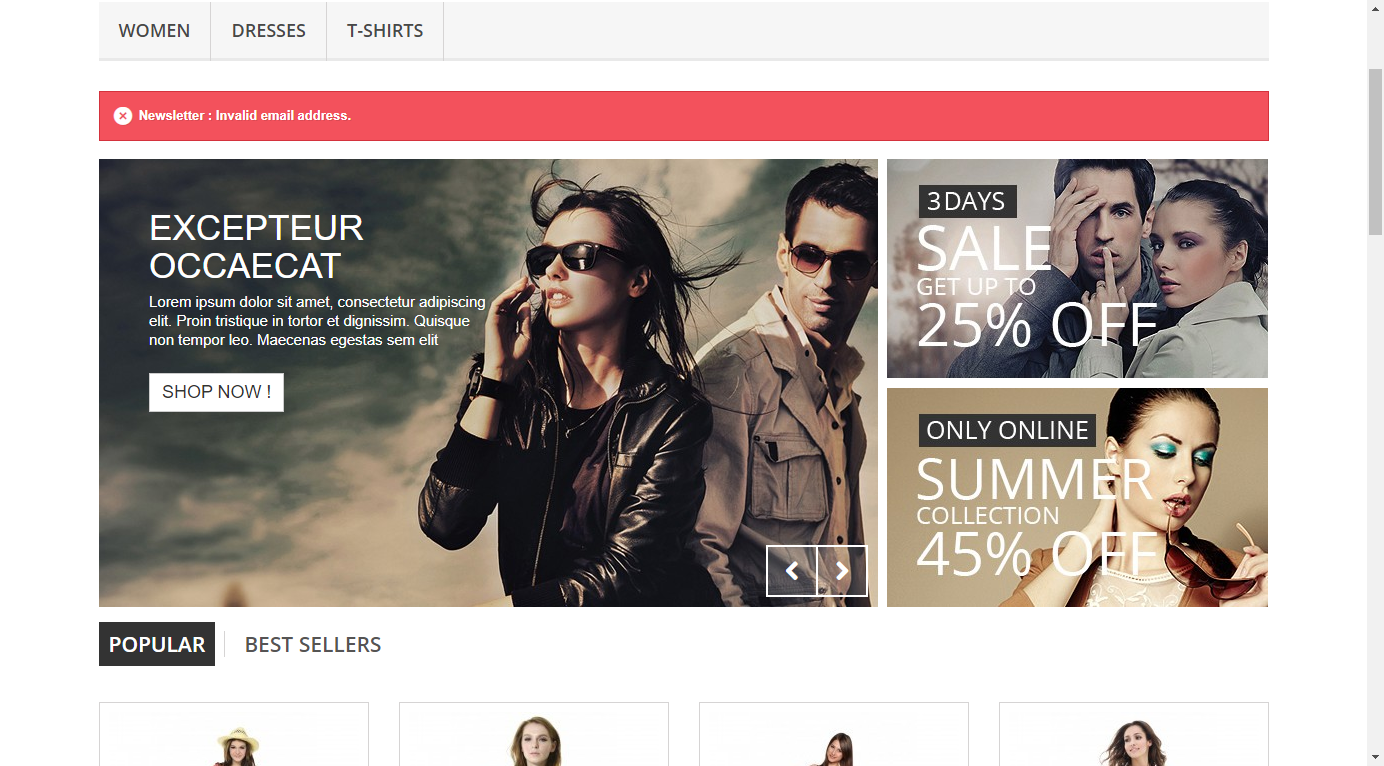 WOMEN
DRESSES
T-SHIRTS
Newsletter : Invalid email address.
EXCEPTEUR
OCCAECAT
Lorem ipsum dolor sit amet, consectetur adipiscing
elit. Proin tristique in tortor et dignissim. Quisque
non tempor leo. Maecenas egestas sem elit
SHOP NOW !
3 DAYS
SALE
GET UP TO
25% OFF
ONLY ONLINE
SUMMER
COLLECTION
45% OFF
POPULAR
BEST SELLERS